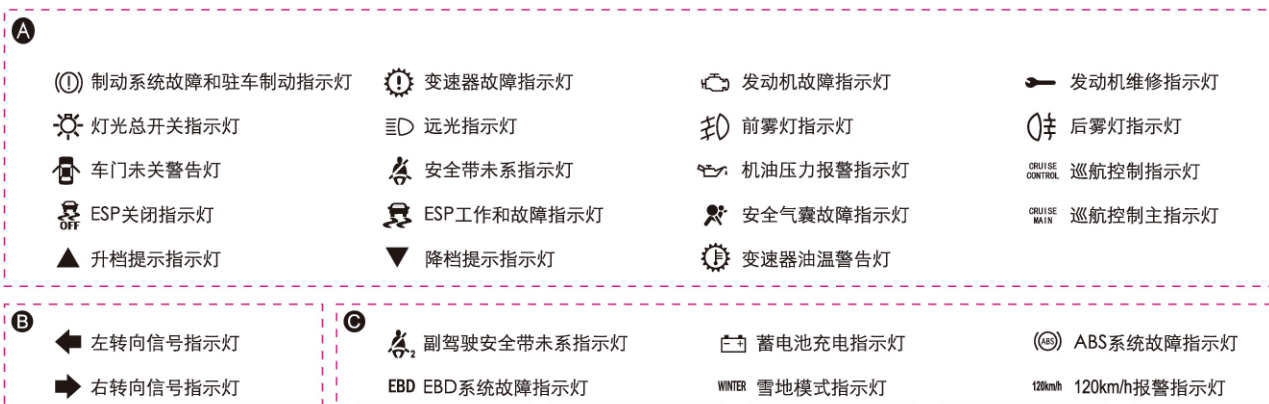 A
制动系统故障和驻车制动指示灯 变速器故障指示灯 发动机故障指示灯 发动机维修指示灯
灯光总开关指示灯 远光指示灯 前雾灯指示灯 后雾灯指示灯
车门未关警告灯 安全带未系指示灯 机油压力报警指示灯 CRUISE CONTROL 巡航控制指示灯
OFF ESP关闭指示灯 ESP工作和故障指示灯 安全气囊故障指示灯 CRUISE MAIN 巡航控制主指示灯
升档提示指示灯 降档提示指示灯 变速器油温警告灯
B
左转向信号指示灯
右转向信号指示灯
C
2 副驾驶安全带未系指示灯 蓄电池充电指示灯 ABS ABS系统故障指示灯
EBD EBD系统故障指示灯 WINTER 雪地模式指示灯 120km/h 120km/h报警指示灯